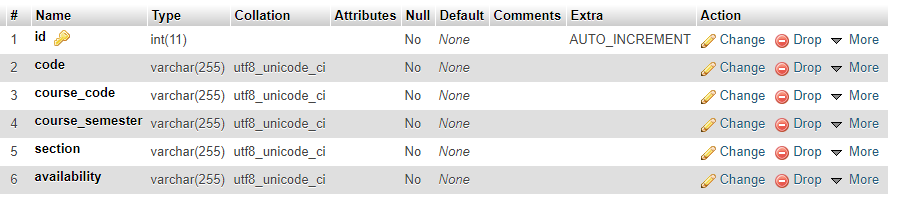 # Name Type Collation Attributes Null Default Comments Extra Action
1 id int(11) No None AUTO_INCREMENT Change Drop More
2 code varchar(255) utf8_unicode_ci No None Change Drop More
3 course_code varchar(255) utf8_unicode_ci No None Change Drop More
4 course_semester varchar(255) utf8_unicode_ci No None Change Drop More
5 section varchar(255) utf8_unicode_ci No None Change Drop More
6 availability varchar(255) utf8_unicode_ci No None Change Drop More